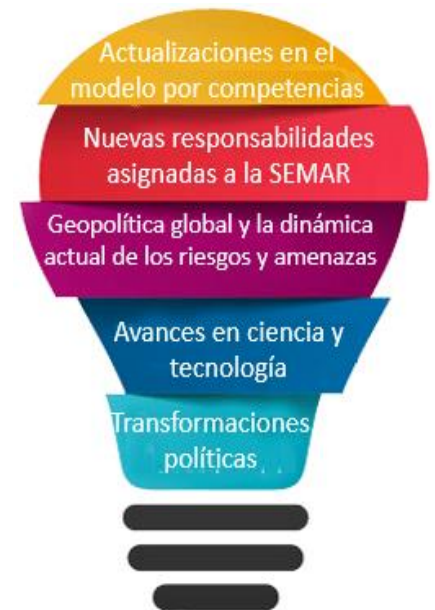 Actualizaciones en el
modelo por competencias
Nuevas responsabilidades
asignadas a la SEMAR
Geopolítica global y la dinámica
actual de los riesgos y amenazas
Avances en ciencia y
tecnología
Transformaciones
políticas